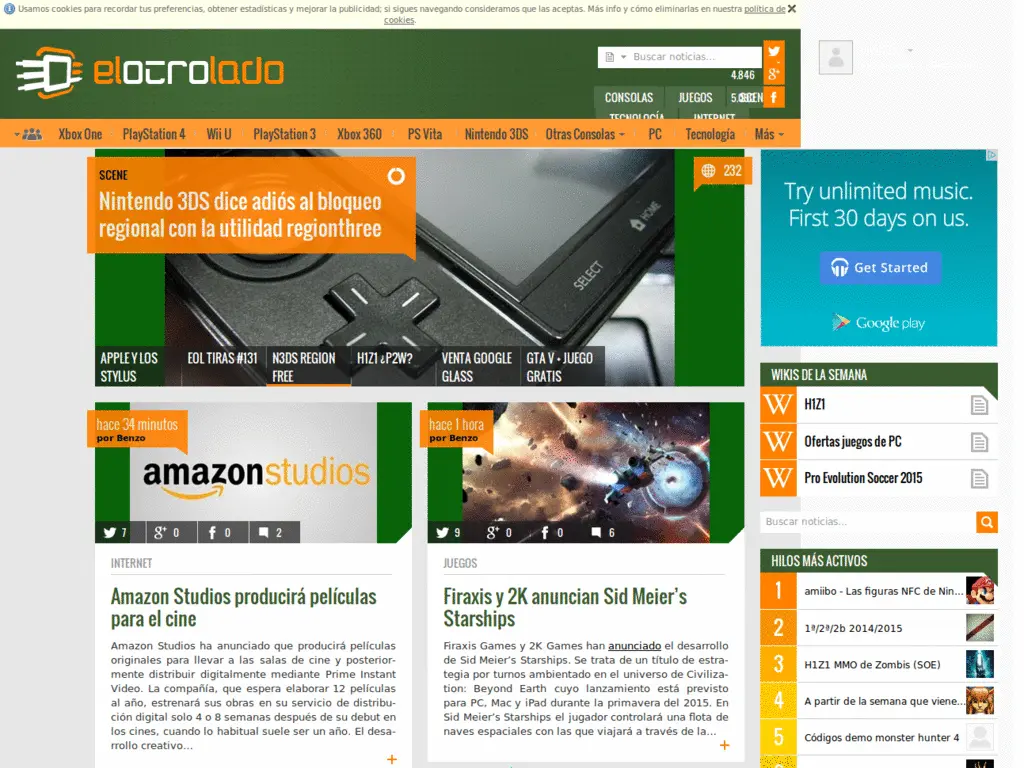 Usamos cookies para recordar tus preferencias, obtener estadísticas y mejorar la publicidad; si sigues navegando consideramos que las aceptas. Más info y cómo eliminarlas en nuestra política de
cookies.
elotrolado
Buscar noticias...
4.846
CONSOLAS
JUEGOS
TECNOLOGÍA
INTERNET
Xbox One
PlayStation 4
Wii U
PlayStation 3
Xbox 360
PS Vita
Nintendo 3DS
Otras Consolas
PC
Tecnología
Más
SCENE
Nintendo 3DS dice adiós al bloqueo
regional con la utilidad regionthree
232
HOME
SELECT
APPLE Y LOS
STYLUS
EOL TIRAS #131
N3DS REGION
FREE
H1Z1 ¿P2W?
VENTA GOOGLE
GLASS
GTA V + JUEGO
GRATIS
Try unlimited music.
First 30 days on us.
Get Started
Google play
WIKIS DE LA SEMANA
W H1Z1
W Ofertas juegos de PC
W Pro Evolution Soccer 2015
Buscar noticias...
HILOS MÁS ACTIVOS
1 amiibo - Las figuras NFC de Nin...
2 1ª/2ª/2b 2014/2015
3 H1Z1 MMO de Zombis (SOE)
4 A partir de la semana que viene...
5 Códigos demo monster hunter 4
hace 34 minutos
por Benzo
amazonstudios
7
0
0
2
INTERNET
Amazon Studios producirá películas
para el cine
Amazon Studios ha anunciado que producirá películas
originales para llevar a las salas de cine y posterior-
mente distribuir digitalmente mediante Prime Instant
Video. La compañía, que espera elaborar 12 películas
al año, estrenará sus obras en su servicio de distribu-
ción digital solo 4 o 8 semanas después de su debut en
los cines, cuando lo habitual suele ser un año. El desa-
rrollo creativo...
+
hace 1 hora
por Benzo
9
0
0
6
JUEGOS
Firaxis y 2K anuncian Sid Meier's
Starships
Firaxis Games y 2K Games han anunciado el desarrollo
de Sid Meier's Starships. Se trata de un título de estra-
tegia por turnos ambientado en el universo de Civiliza-
tion: Beyond Earth cuyo lanzamiento está previsto
para PC, Mac y iPad durante la primavera del 2015. En
Sid Meier's Starships el jugador controlará una flota de
naves espaciales con las que viajará a través de la...
+